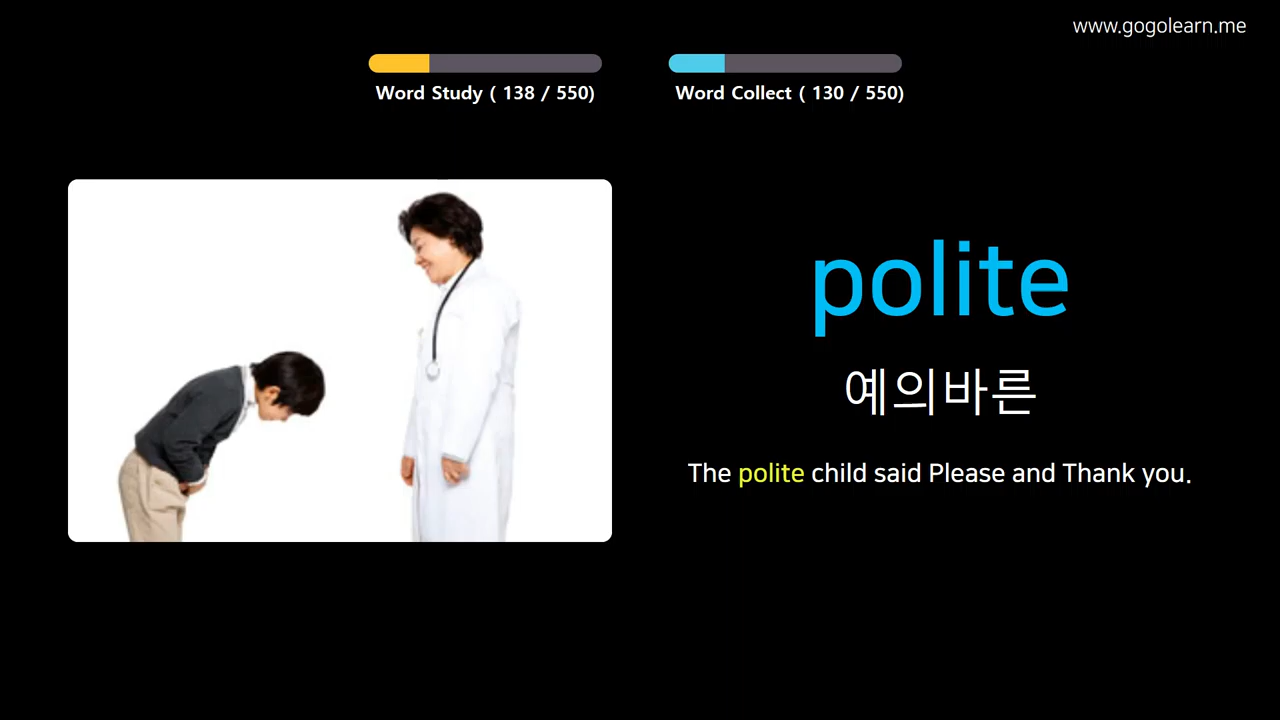 www.gogolearn.me
Word Study ( 138 / 550)
Word Collect ( 130 / 550)
polite
예의바른
The polite child said Please and Thank you.